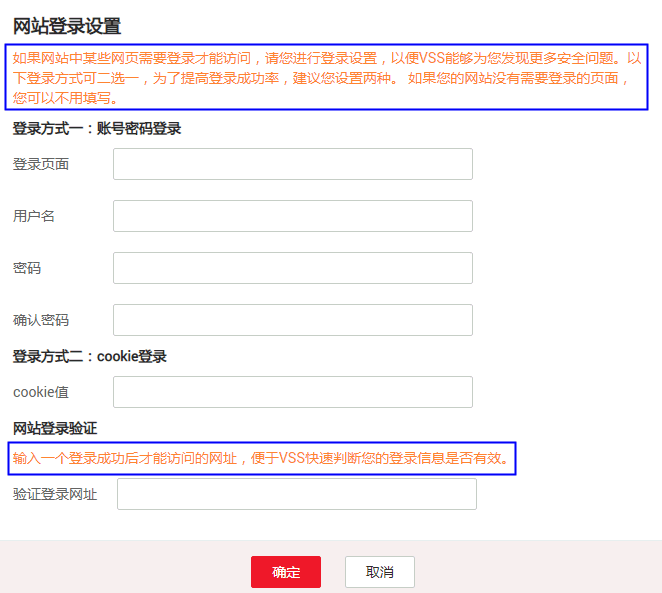 网站登录设置
如果网站中某些网页需要登录才能访问，请您进行登录设置，以便VSS能够为您发现更多安全问题。以
下登录方式可二选一，为了提高登录成功率，建议您设置两种。 如果您的网站没有需要登录的页面，
您可以不用填写。
登录方式一：账号密码登录
登录页面
用户名
密码
确认密码
登录方式二：cookie登录
cookie值
网站登录验证
输入一个登录成功后才能访问的网址，便于VSS快速判断您的登录信息是否有效。
验证登录网址
确定 取消